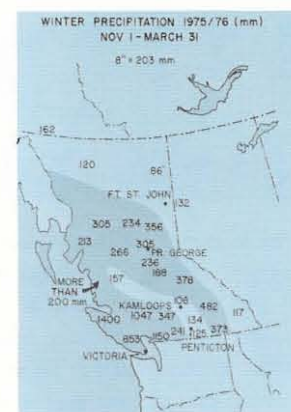 WINTER PRECIPITATION 1975/76 (mm)
NOV 1 - MARCH 31
8" = 203 mm
162
120
86
FT. ST. JOHN
132
305 234 356
213
305
266
PR. GEORGE
236
188
157
378
MORE
THAN
200 mm
KAMLOOPS
106
482
117
1400
1047 347
134
241
125
373
853
1150
VICTORIA
PENTICTON